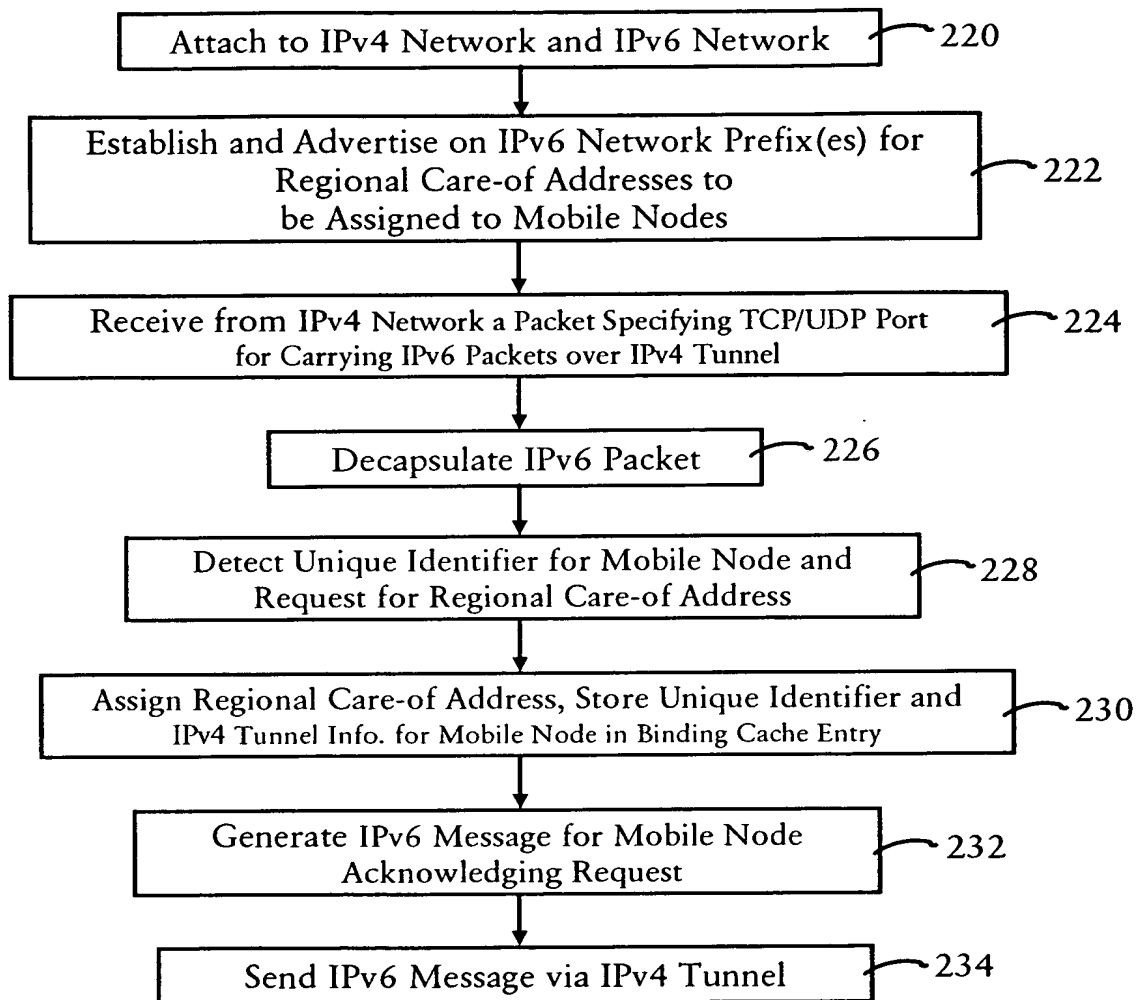 Attach to IPv4 Network and IPv6 Network
220
Establish and Advertise on IPv6 Network Prefix(es) for
Regional Care-of Addresses to
be Assigned to Mobile Nodes
222
Receive from IPv4 Network a Packet Specifying TCP/UDP Port
for Carrying IPv6 Packets over IPv4 Tunnel
224
Decapsulate IPv6 Packet
226
Detect Unique Identifier for Mobile Node and
Request for Regional Care-of Address
228
Assign Regional Care-of Address, Store Unique Identifier and
IPv4 Tunnel Info. for Mobile Node in Binding Cache Entry
230
Generate IPv6 Message for Mobile Node
Acknowledging Request
232
Send IPv6 Message via IPv4 Tunnel
234